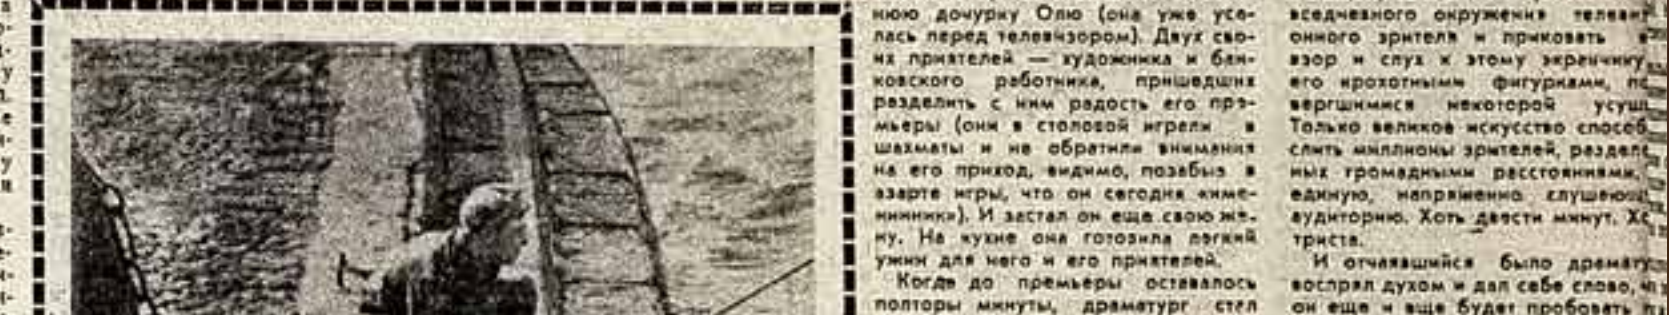 нюю дочурку Олю (она уже усе-
лась перед телевизором). Двух сво-
их приятелей — художника и бан-
ковского работника, пришедших
разделить с ним радость его пре-
мьеры (они в столовой играли в
шахматы и не обратили внимания
на его приход, видимо, позабыв в
азарте игры, что он сегодня «име-
нинник»). И застал он еще свою же-
ну. На кухне она готовила легкий
ужин для него и его приятелей.
Когда до премьеры оставалось
полторы минуты, драматург стал
вседневного окружения
онного зрителя и приковать
взор и слух к этому экранчику
его крохотными фигурками,
вергшимися некоторой
Только великое искусство
слить миллионы зрителей,
ных громадными расстояниями,
единую, напряженно
аудиторию. Хоть двести минут.
триста.
И отчаявшийся было
воспрял духом и дал себе слово,
он еще и еще будет пробовать